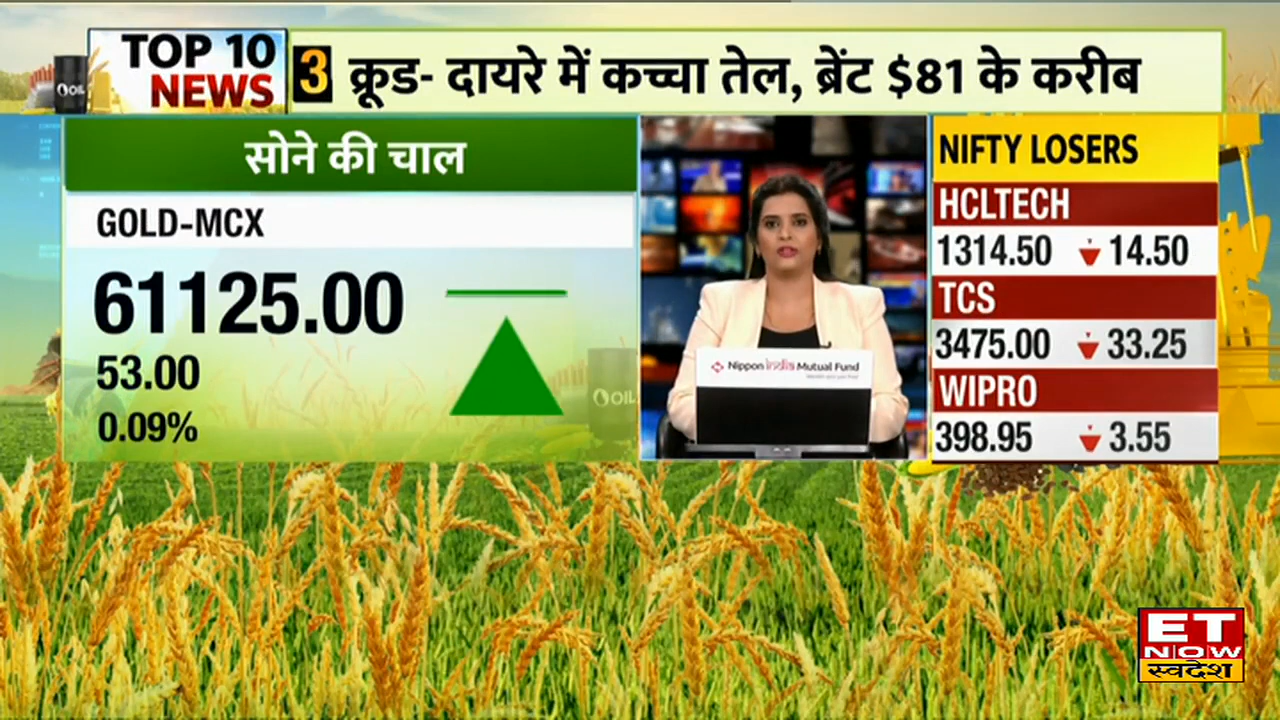 TOP 10
NEWS
3 क्रूड- दायरे में कच्चा तेल, ब्रेंट $81 के करीब
OIL
सोने की चाल
GOLD-MCX
61125.00
53.00
0.09%
OIL
Nippon india Mutual Fund
NIFTY LOSERS
HCLTECH
1314.50 14.50
TCS
3475.00 33.25
WIPRO
398.95 3.55
ET
NOW
स्वदेश